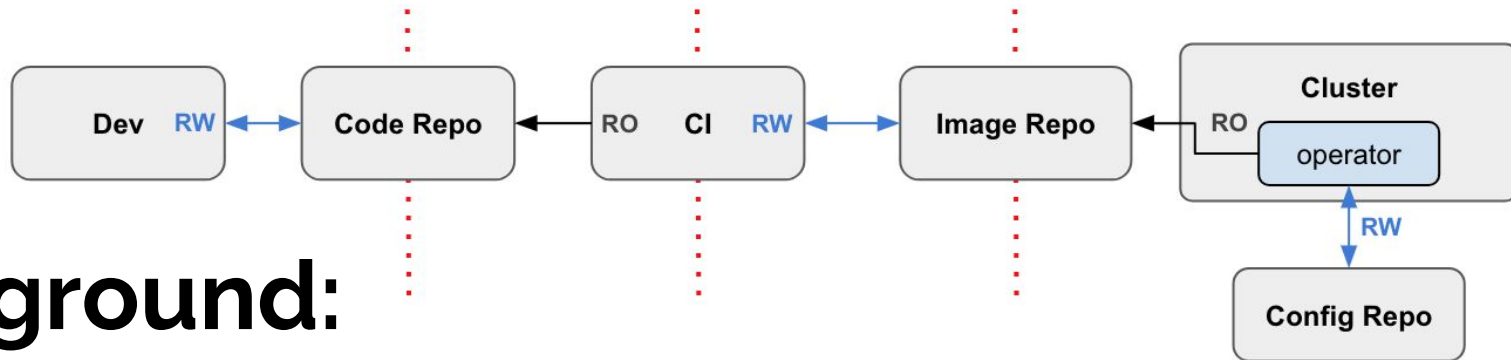 Dev RW
Code Repo
RO CI RW
Image Repo
Cluster
RO
operator
RW
Config Repo
ground: